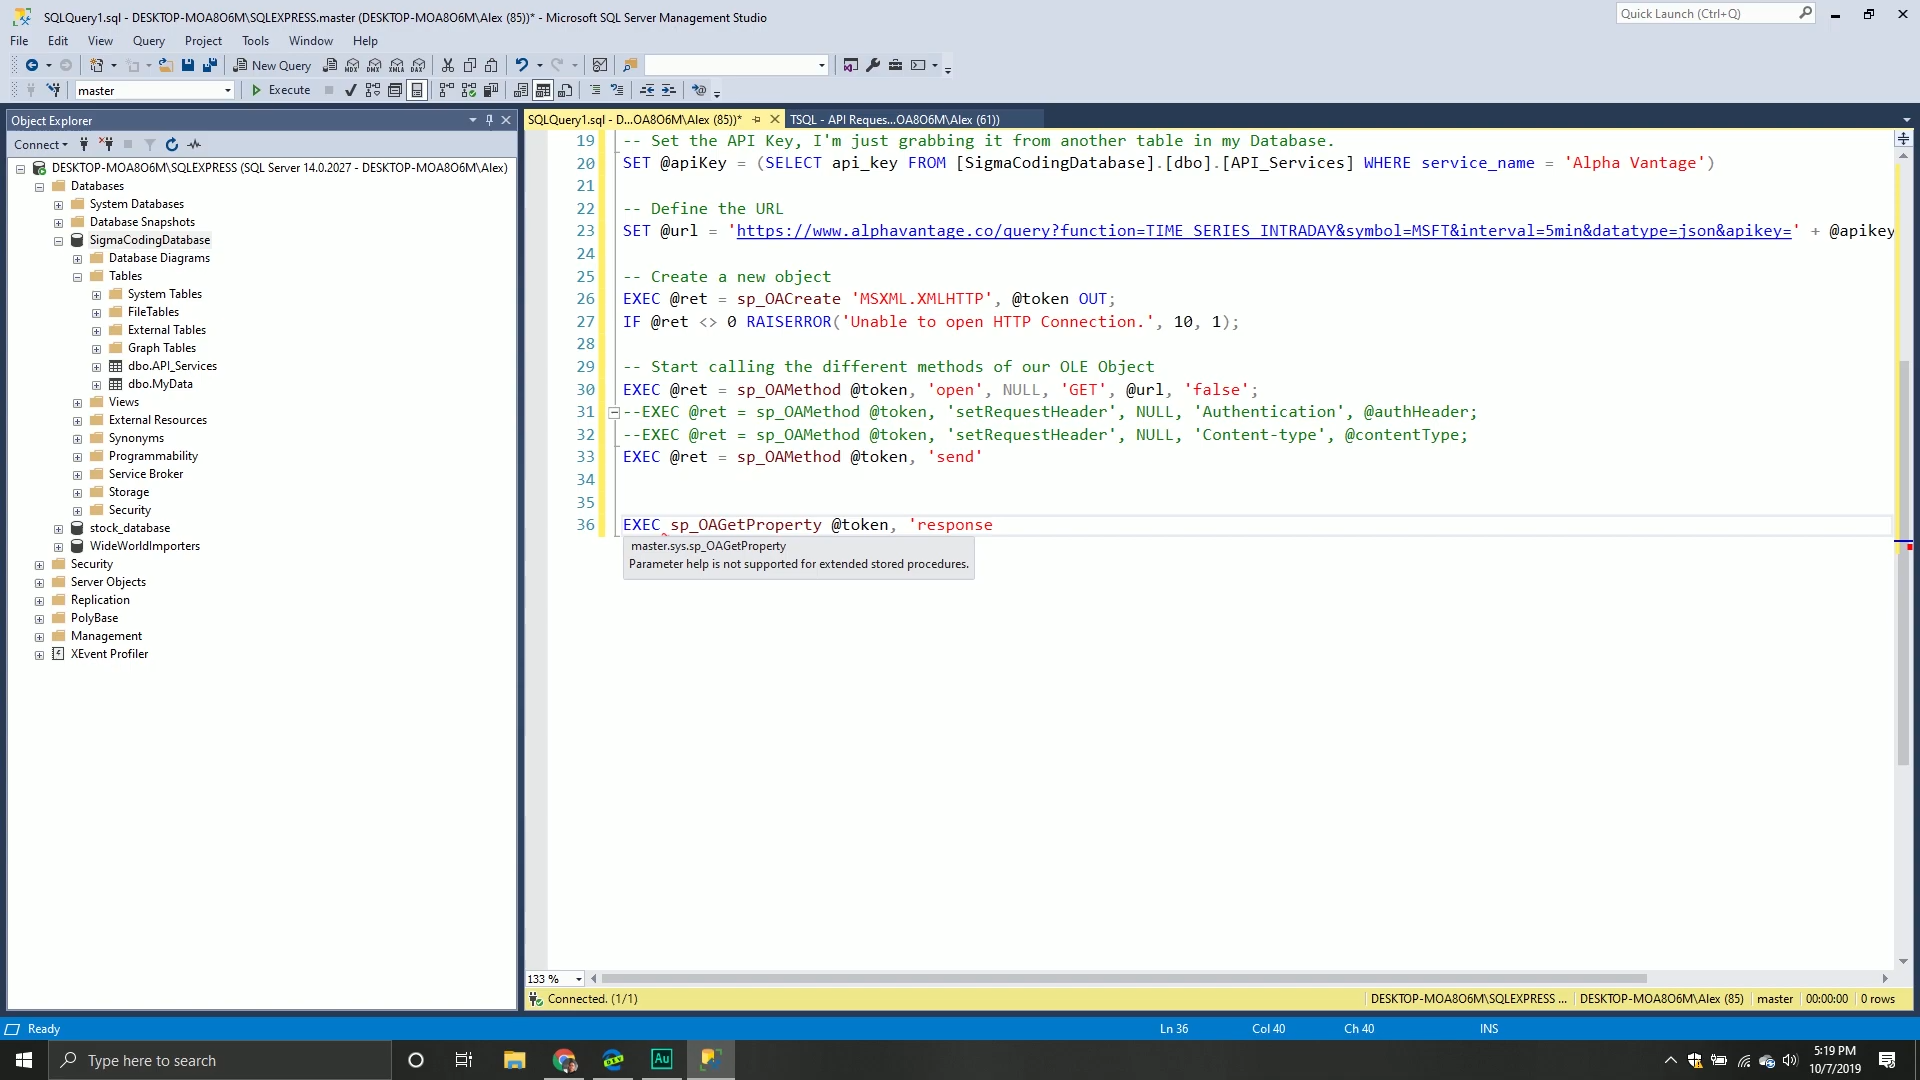 SQLQuery1.sql - DESKTOP-MOA8O6M\SQLEXPRESS.master (DESKTOP-MOA8O6M\Alex (85))* - Microsoft SQL Server Management Studio
Quick Launch (Ctrl+Q)
File Edit View Query Project Tools Window Help
New Query
master
Execute
Object Explorer
Connect
DESKTOP-MOA8O6M\SQLEXPRESS (SQL Server 14.0.2027 - DESKTOP-MOA8O6M\Alex)
Databases
System Databases
Database Snapshots
SigmaCodingDatabase
Database Diagrams
Tables
System Tables
FileTables
External Tables
Graph Tables
dbo.API_Services
dbo.MyData
Views
External Resources
Synonyms
Programmability
Service Broker
Storage
Security
stock_database
WideWorldImporters
Security
Server Objects
Replication
PolyBase
Management
XEvent Profiler
SQLQuery1.sql - D...OA8O6M\Alex (85))*
TSQL - API Reques...OA8O6M\Alex (61))
19 -- Set the API Key, I'm just grabbing it from another table in my Database.
20 SET @apiKey = (SELECT api_key FROM [SigmaCodingDatabase].[dbo].[API_Services] WHERE service_name = 'Alpha Vantage')
21
22 -- Define the URL
23 SET @url = 'https://www.alphavantage.co/query?function=TIME_SERIES_INTRADAY&symbol=MSFT&interval=5min&datatype=json&apikey=' + @apikey
24
25 -- Create a new object
26 EXEC @ret = sp_OACreate 'MSXML.XMLHTTP', @token OUT;
27 IF @ret <> 0 RAISERROR('Unable to open HTTP Connection.', 10, 1);
28
29 -- Start calling the different methods of our OLE Object
30 EXEC @ret = sp_OAMethod @token, 'open', NULL, 'GET', @url, 'false';
31 --EXEC @ret = sp_OAMethod @token, 'setRequestHeader', NULL, 'Authentication', @authHeader;
32 --EXEC @ret = sp_OAMethod @token, 'setRequestHeader', NULL, 'Content-type', @contentType;
33 EXEC @ret = sp_OAMethod @token, 'send'
34
35
36 EXEC sp_OAGetProperty @token, 'response
master.sys.sp_OAGetProperty
Parameter help is not supported for extended stored procedures.
133 %
Connected. (1/1)
DESKTOP-MOA8O6M\SQLEXPRESS ...
DESKTOP-MOA8O6M\Alex (85)
master
00:00:00
0 rows
Ready
Ln 36
Col 40
Ch 40
INS
Type here to search
DEV
Au
5:19 PM
10/7/2019